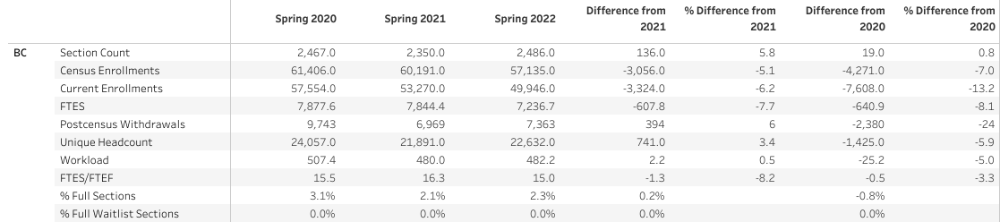 Spring 2020 Spring 2021 Spring 2022 Difference from 2021 % Difference from 2021 Difference from 2020 % Difference from 2020
BC Section Count 2,467.0 2,350.0 2,486.0 136.0 5.8 19.0 0.8
Census Enrollments 61,406.0 60,191.0 57,135.0 -3,056.0 -5.1 -4,271.0 -7.0
Current Enrollments 57,554.0 53,270.0 49,946.0 -3,324.0 -6.2 -7,608.0 -13.2
FTES 7,877.6 7,844.4 7,236.7 -607.8 -7.7 -640.9 -8.1
Postcensus Withdrawals 9,743 6,969 7,363 394 6 -2,380 -24
Unique Headcount 24,057.0 21,891.0 22,632.0 741.0 3.4 -1,425.0 -5.9
Workload 507.4 480.0 482.2 2.2 0.5 -25.2 -5.0
FTES/FTEF 15.5 16.3 15.0 -1.3 -8.2 -0.5 -3.3
% Full Sections 3.1% 2.1% 2.3% 0.2% -0.8%
% Full Waitlist Sections 0.0% 0.0% 0.0% 0.0% 0.0%